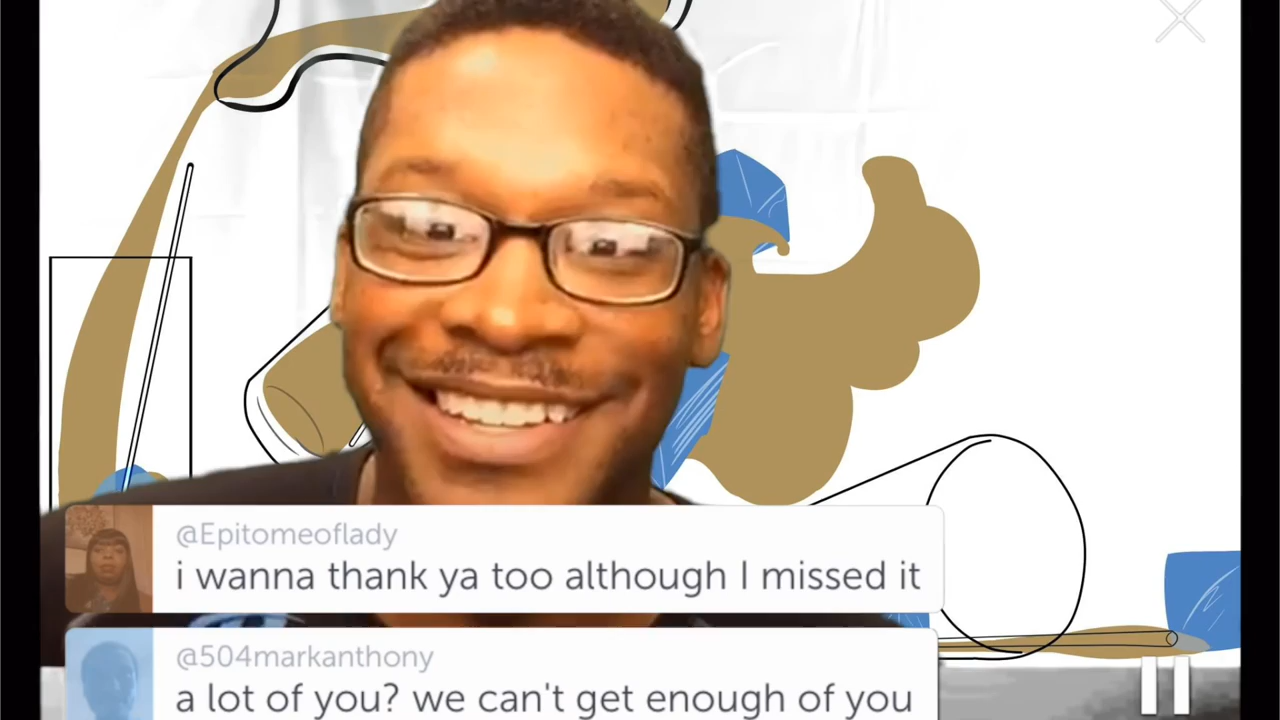 @Epitomeoflady
i wanna thank ya too although I missed it
@504markanthony
a lot of you? we can't get enough of you